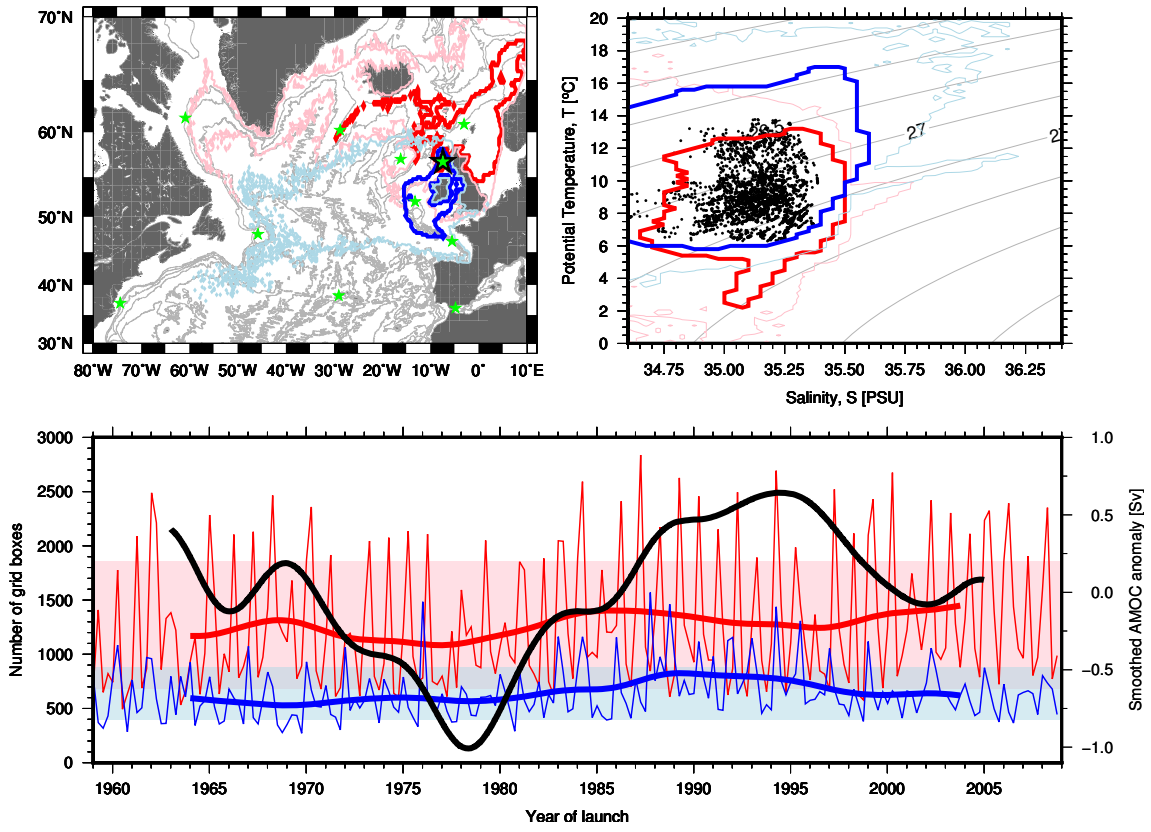 70°N
60°N
50°N
40°N
30°N
80°W 70°W 60°W 50°W 40°W 30°W 20°W 10°W 0° 10°E
20
18
16
14
12
10
8
6
4
2
0
Potential Temperature, T [ºC]
27
2
34.75 35.00 35.25 35.50 35.75 36.00 36.25
Salinity, S [PSU]
3000
2500
2000
1500
1000
500
0
Number of grid boxes
1.0
0.5
0.0
−0.5
−1.0
Smoothed AMOC anomaly [Sv]
1960 1965 1970 1975 1980 1985 1990 1995 2000 2005
Year of launch